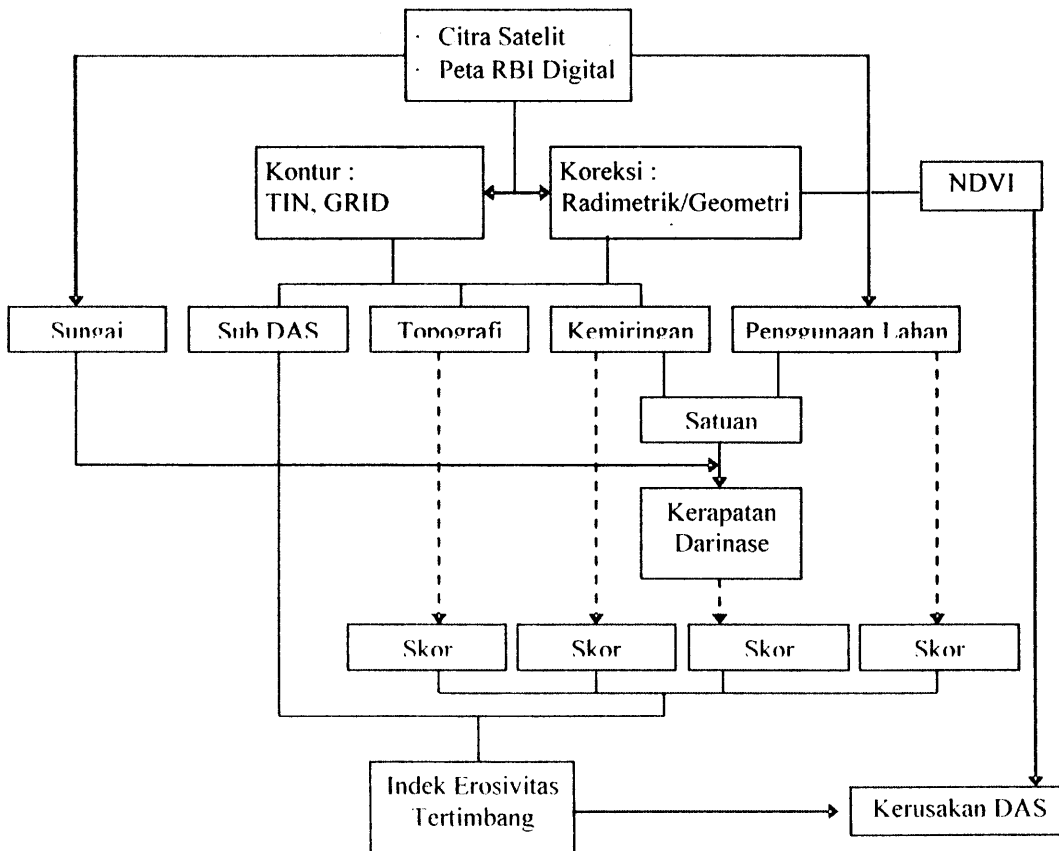 · Citra Satelit
· Peta RBI Digital
Kontur :
TIN, GRID
Koreksi :
Radimetrik/Geometri
NDVI
Sungai
Sub DAS
Topografi
Kemiringan
Penggunaan Lahan
Satuan
Kerapatan
Darinase
Skor
Skor
Skor
Skor
Indek Erosivitas
Tertimbang
Kerusakan DAS